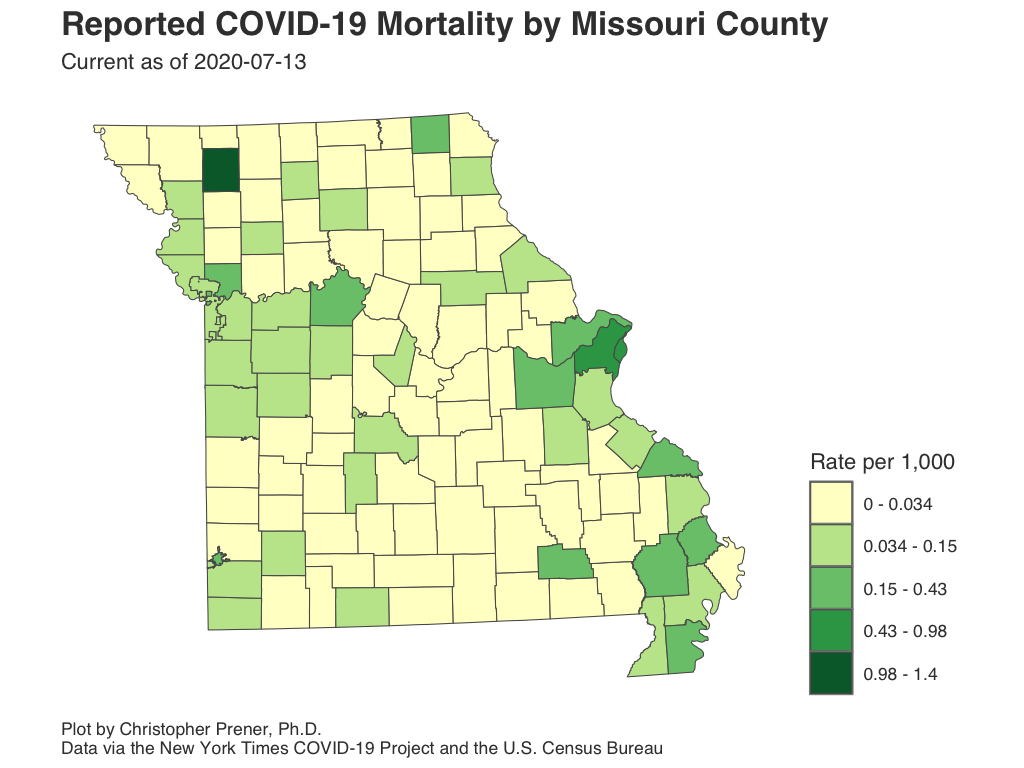 Reported COVID-19 Mortality by Missouri County
Current as of 2020-07-13
Rate per 1,000
0 - 0.034
0.034 - 0.15
0.15 - 0.43
0.43 - 0.98
0.98 - 1.4
Plot by Christopher Prener, Ph.D.
Data via the New York Times COVID-19 Project and the U.S. Census Bureau